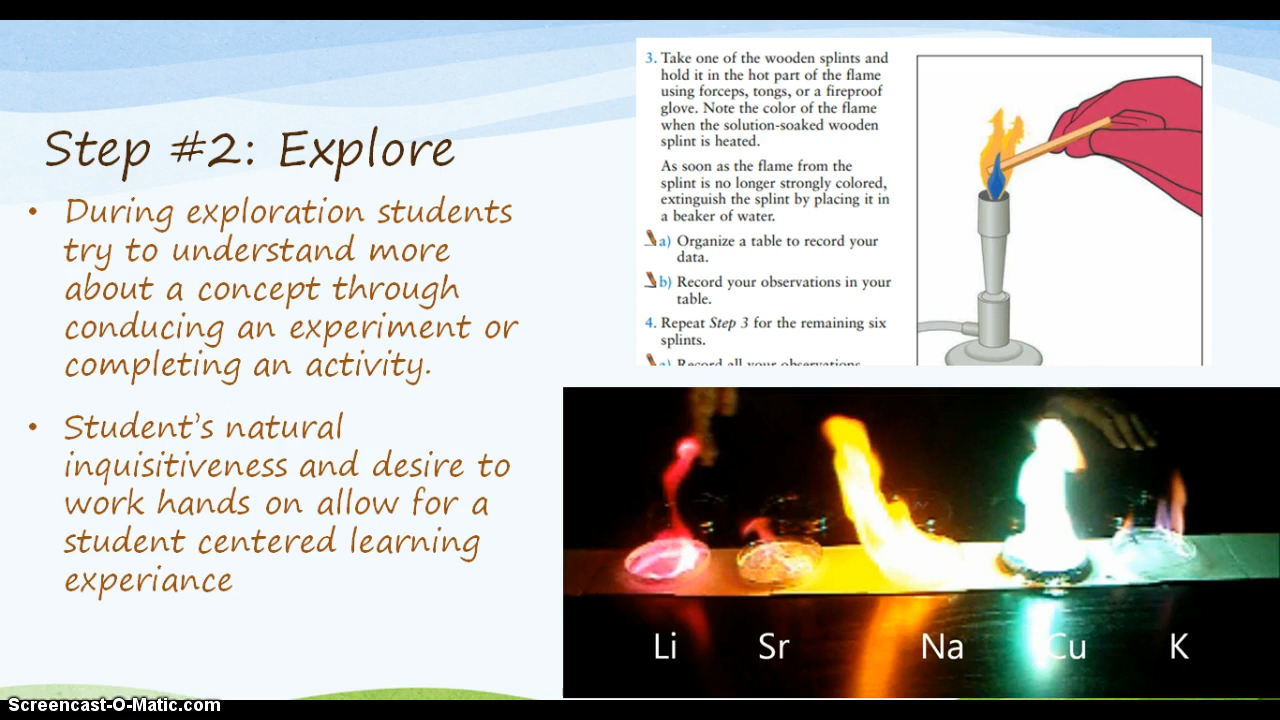 Step #2: Explore
• During exploration students
try to understand more
about a concept through
conducing an experiment or
completing an activity.
• Student's natural
inquisitiveness and desire to
work hands on allow for a
student centered learning
experiance
3. Take one of the wooden splints and
hold it in the hot part of the flame
using forceps, tongs, or a fireproof
glove. Note the color of the flame
when the solution-soaked wooden
splint is heated.
As soon as the flame from the
splint is no longer strongly colored,
extinguish the splint by placing it in
a beaker of water.
a) Organize a table to record your
data.
b) Record your observations in your
table.
4. Repeat Step 3 for the remaining six
splints.
a) Record all your observations
Li Sr Na Cu K
Screencast-O-Matic.com